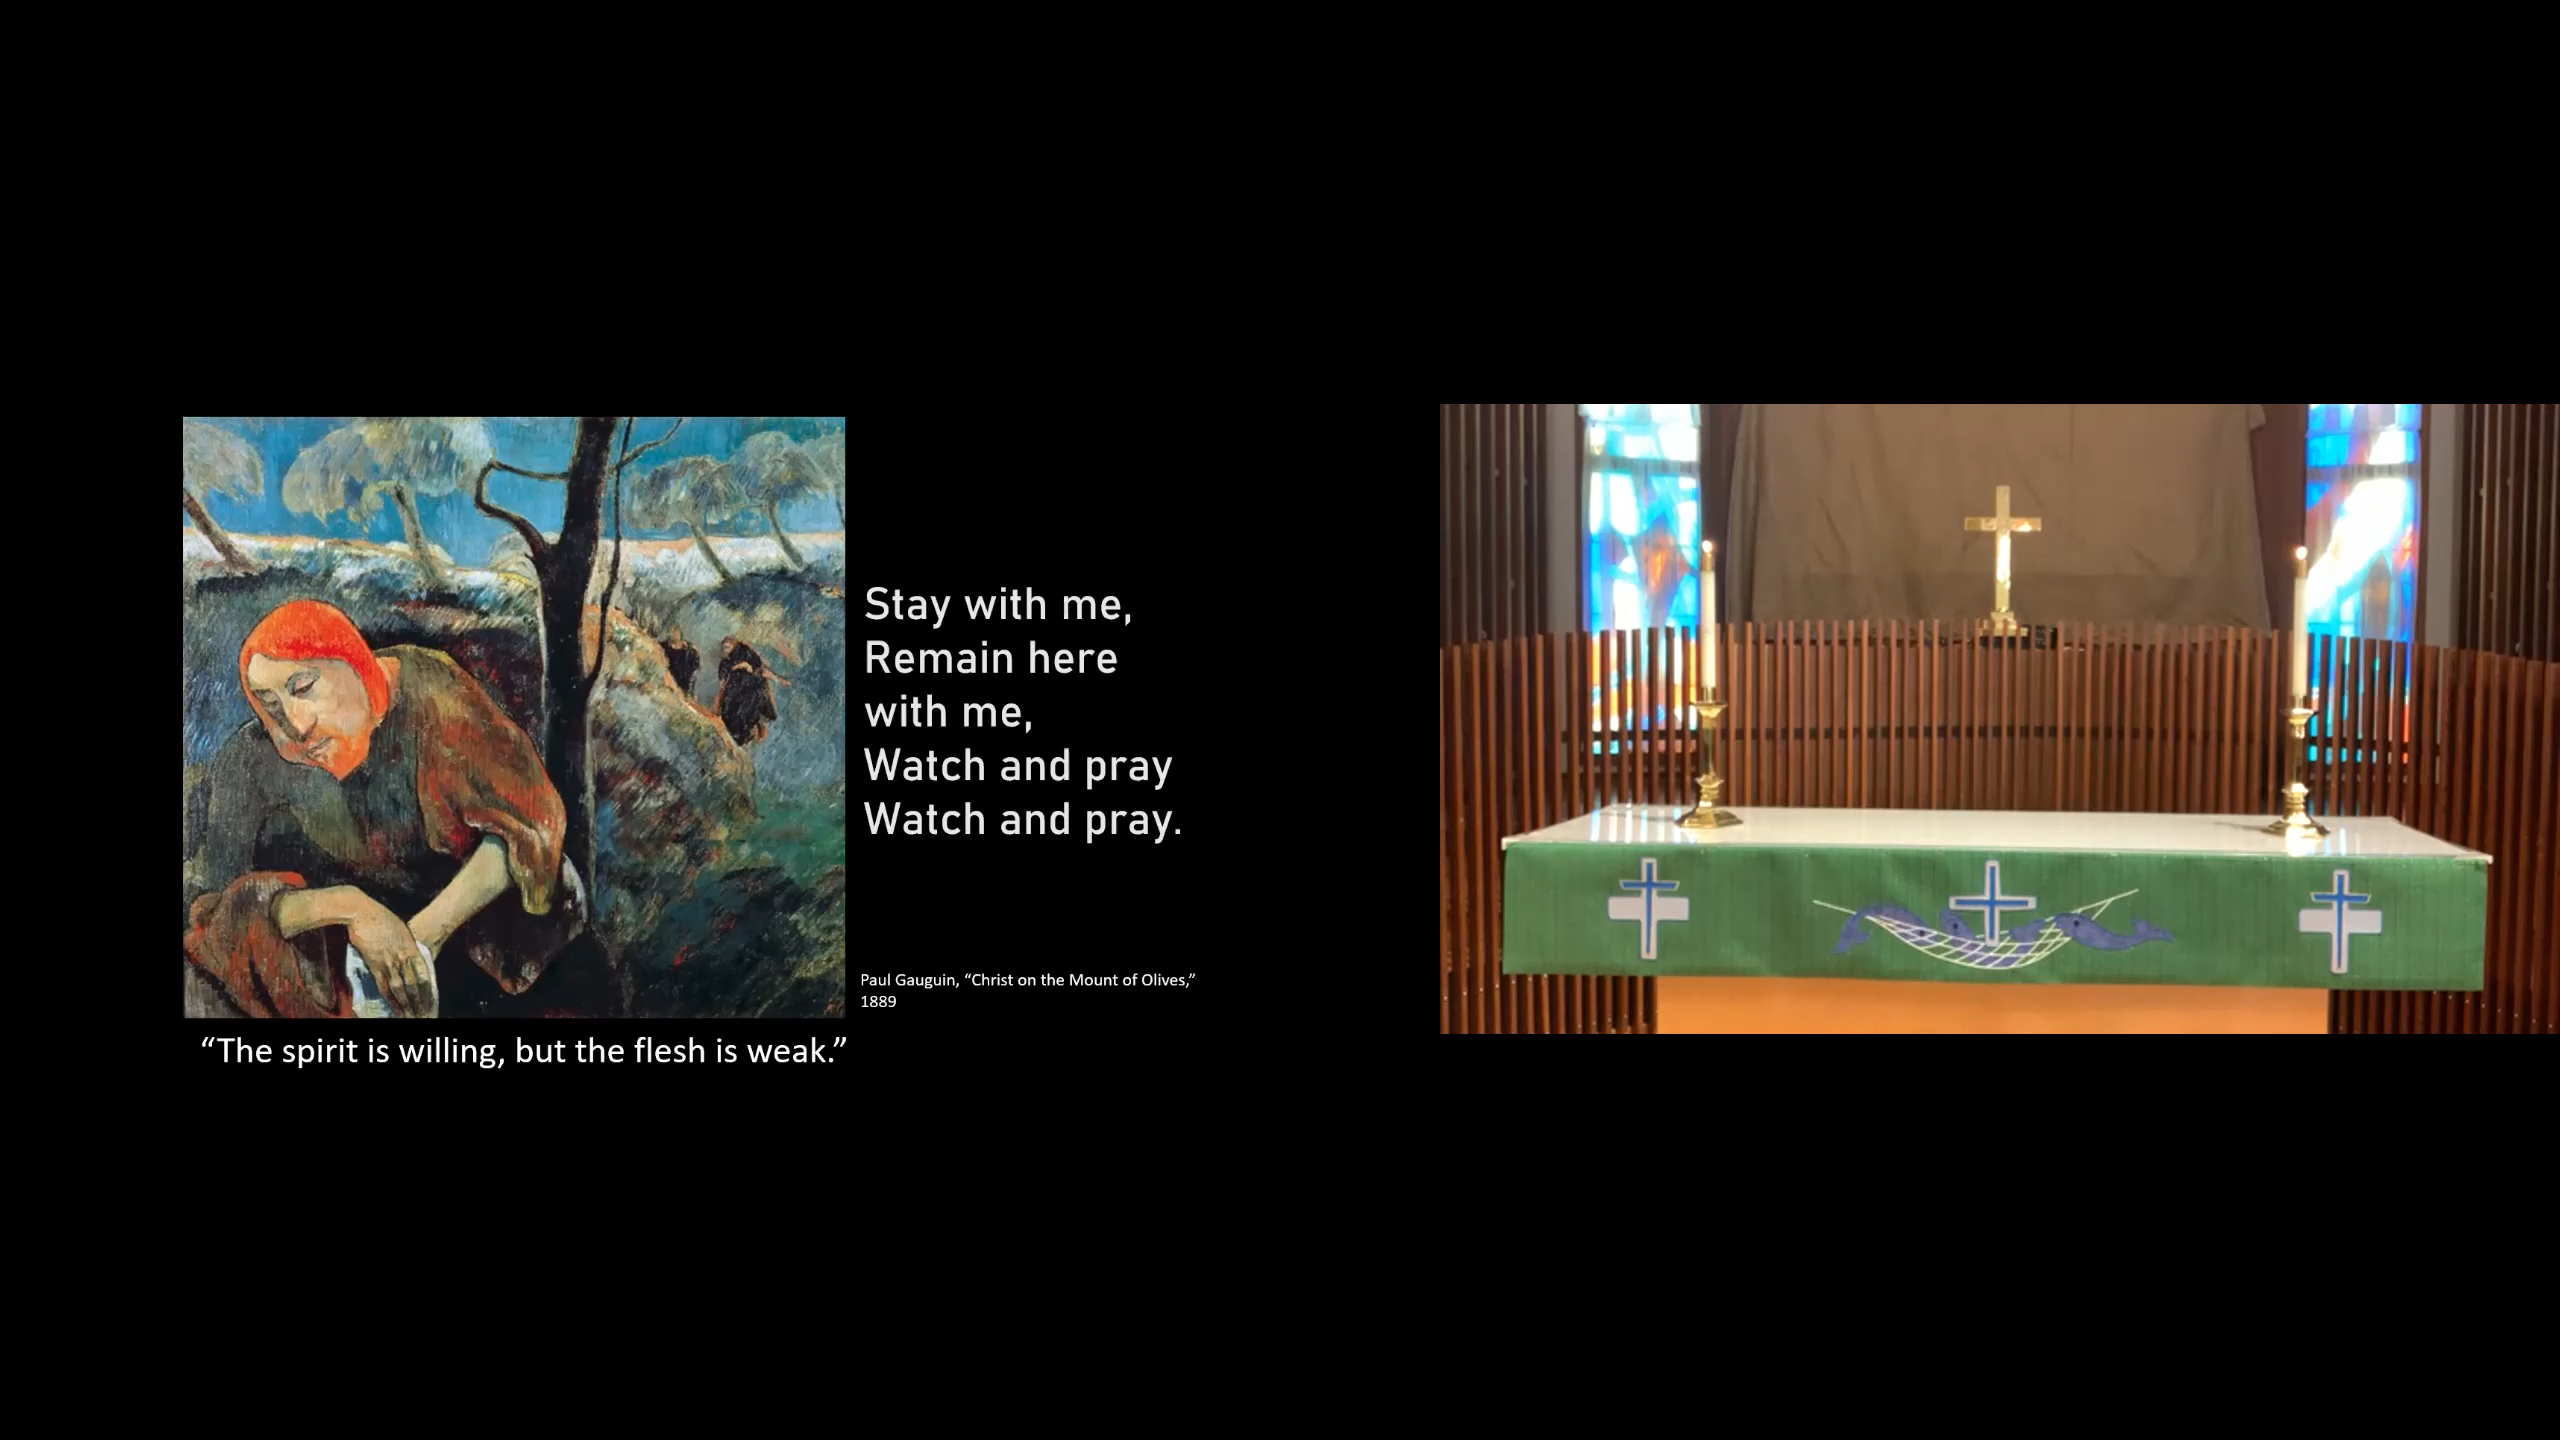 Stay with me,
Remain here
with me,
Watch and pray
Watch and pray.
Paul Gauguin, “Christ on the Mount of Olives,”
1889
“The spirit is willing, but the flesh is weak.”